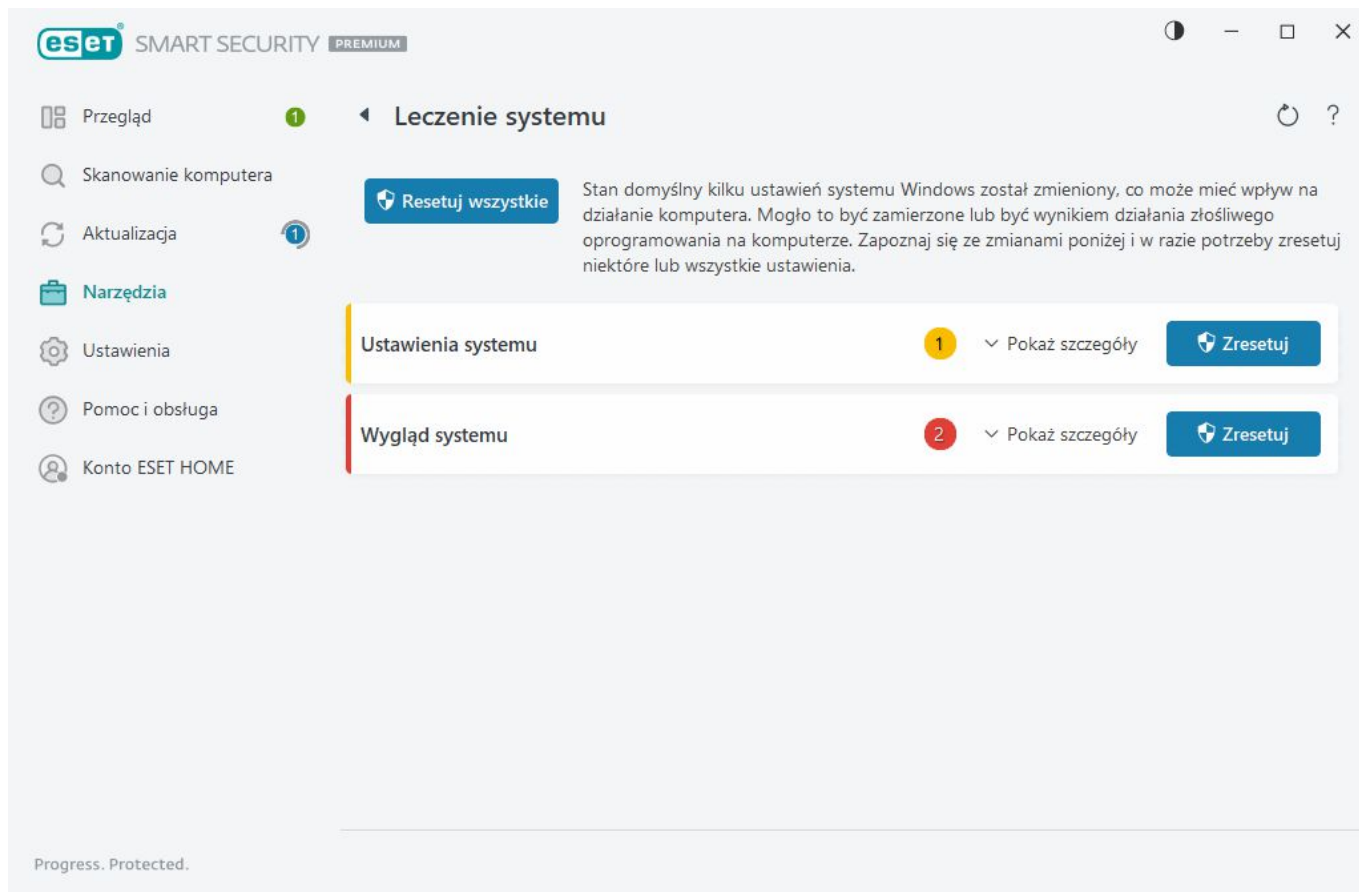 eset® SMART SECURITY PREMIUM
Przegląd 1
Skanowanie komputera
Aktualizacja 1
Narzędzia
Ustawienia
Pomoc i obsługa
Konto ESET HOME
Leczenie systemu ?
Resetuj wszystkie
Stan domyślny kilku ustawień systemu Windows został zmieniony, co może mieć wpływ na
działanie komputera. Mogło to być zamierzone lub być wynikiem działania złośliwego
oprogramowania na komputerze. Zapoznaj się ze zmianami poniżej i w razie potrzeby zresetuj
niektóre lub wszystkie ustawienia.
Ustawienia systemu 1 Pokaż szczegóły Zresetuj
Wygląd systemu 2 Pokaż szczegóły Zresetuj
Progress. Protected.